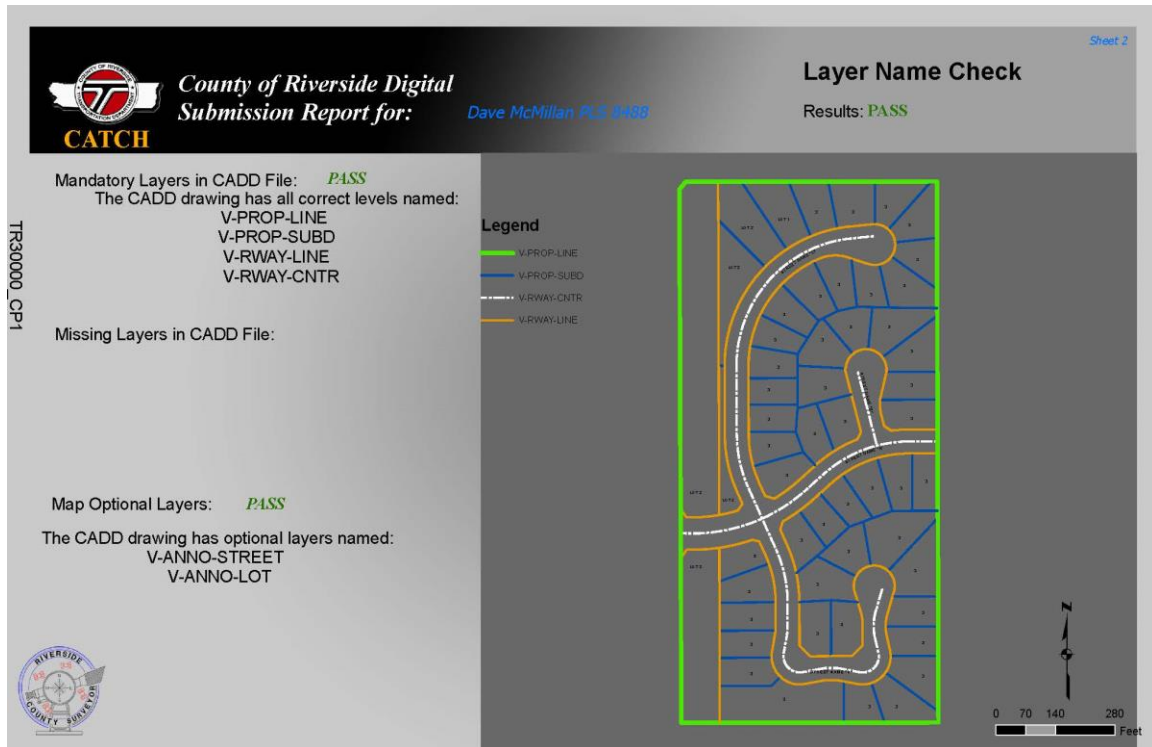 Sheet 2
County of Riverside Digital
Submission Report for: Dave McMillan PLS 8488
CATCH
Layer Name Check
Results: PASS
TR30000_CP1
Mandatory Layers in CADD File: PASS
The CADD drawing has all correct levels named:
V-PROP-LINE
V-PROP-SUBD
V-RWAY-LINE
V-RWAY-CNTR
Missing Layers in CADD File:
Map Optional Layers: PASS
The CADD drawing has optional layers named:
V-ANNO-STREET
V-ANNO-LOT
RIVERSIDE
COUNTY SURVEYOR
Legend
V-PROP-LINE
V-PROP-SUBD
V-RWAY-CNTR
V-RWAY-LINE
N
0 70 140 280
Feet